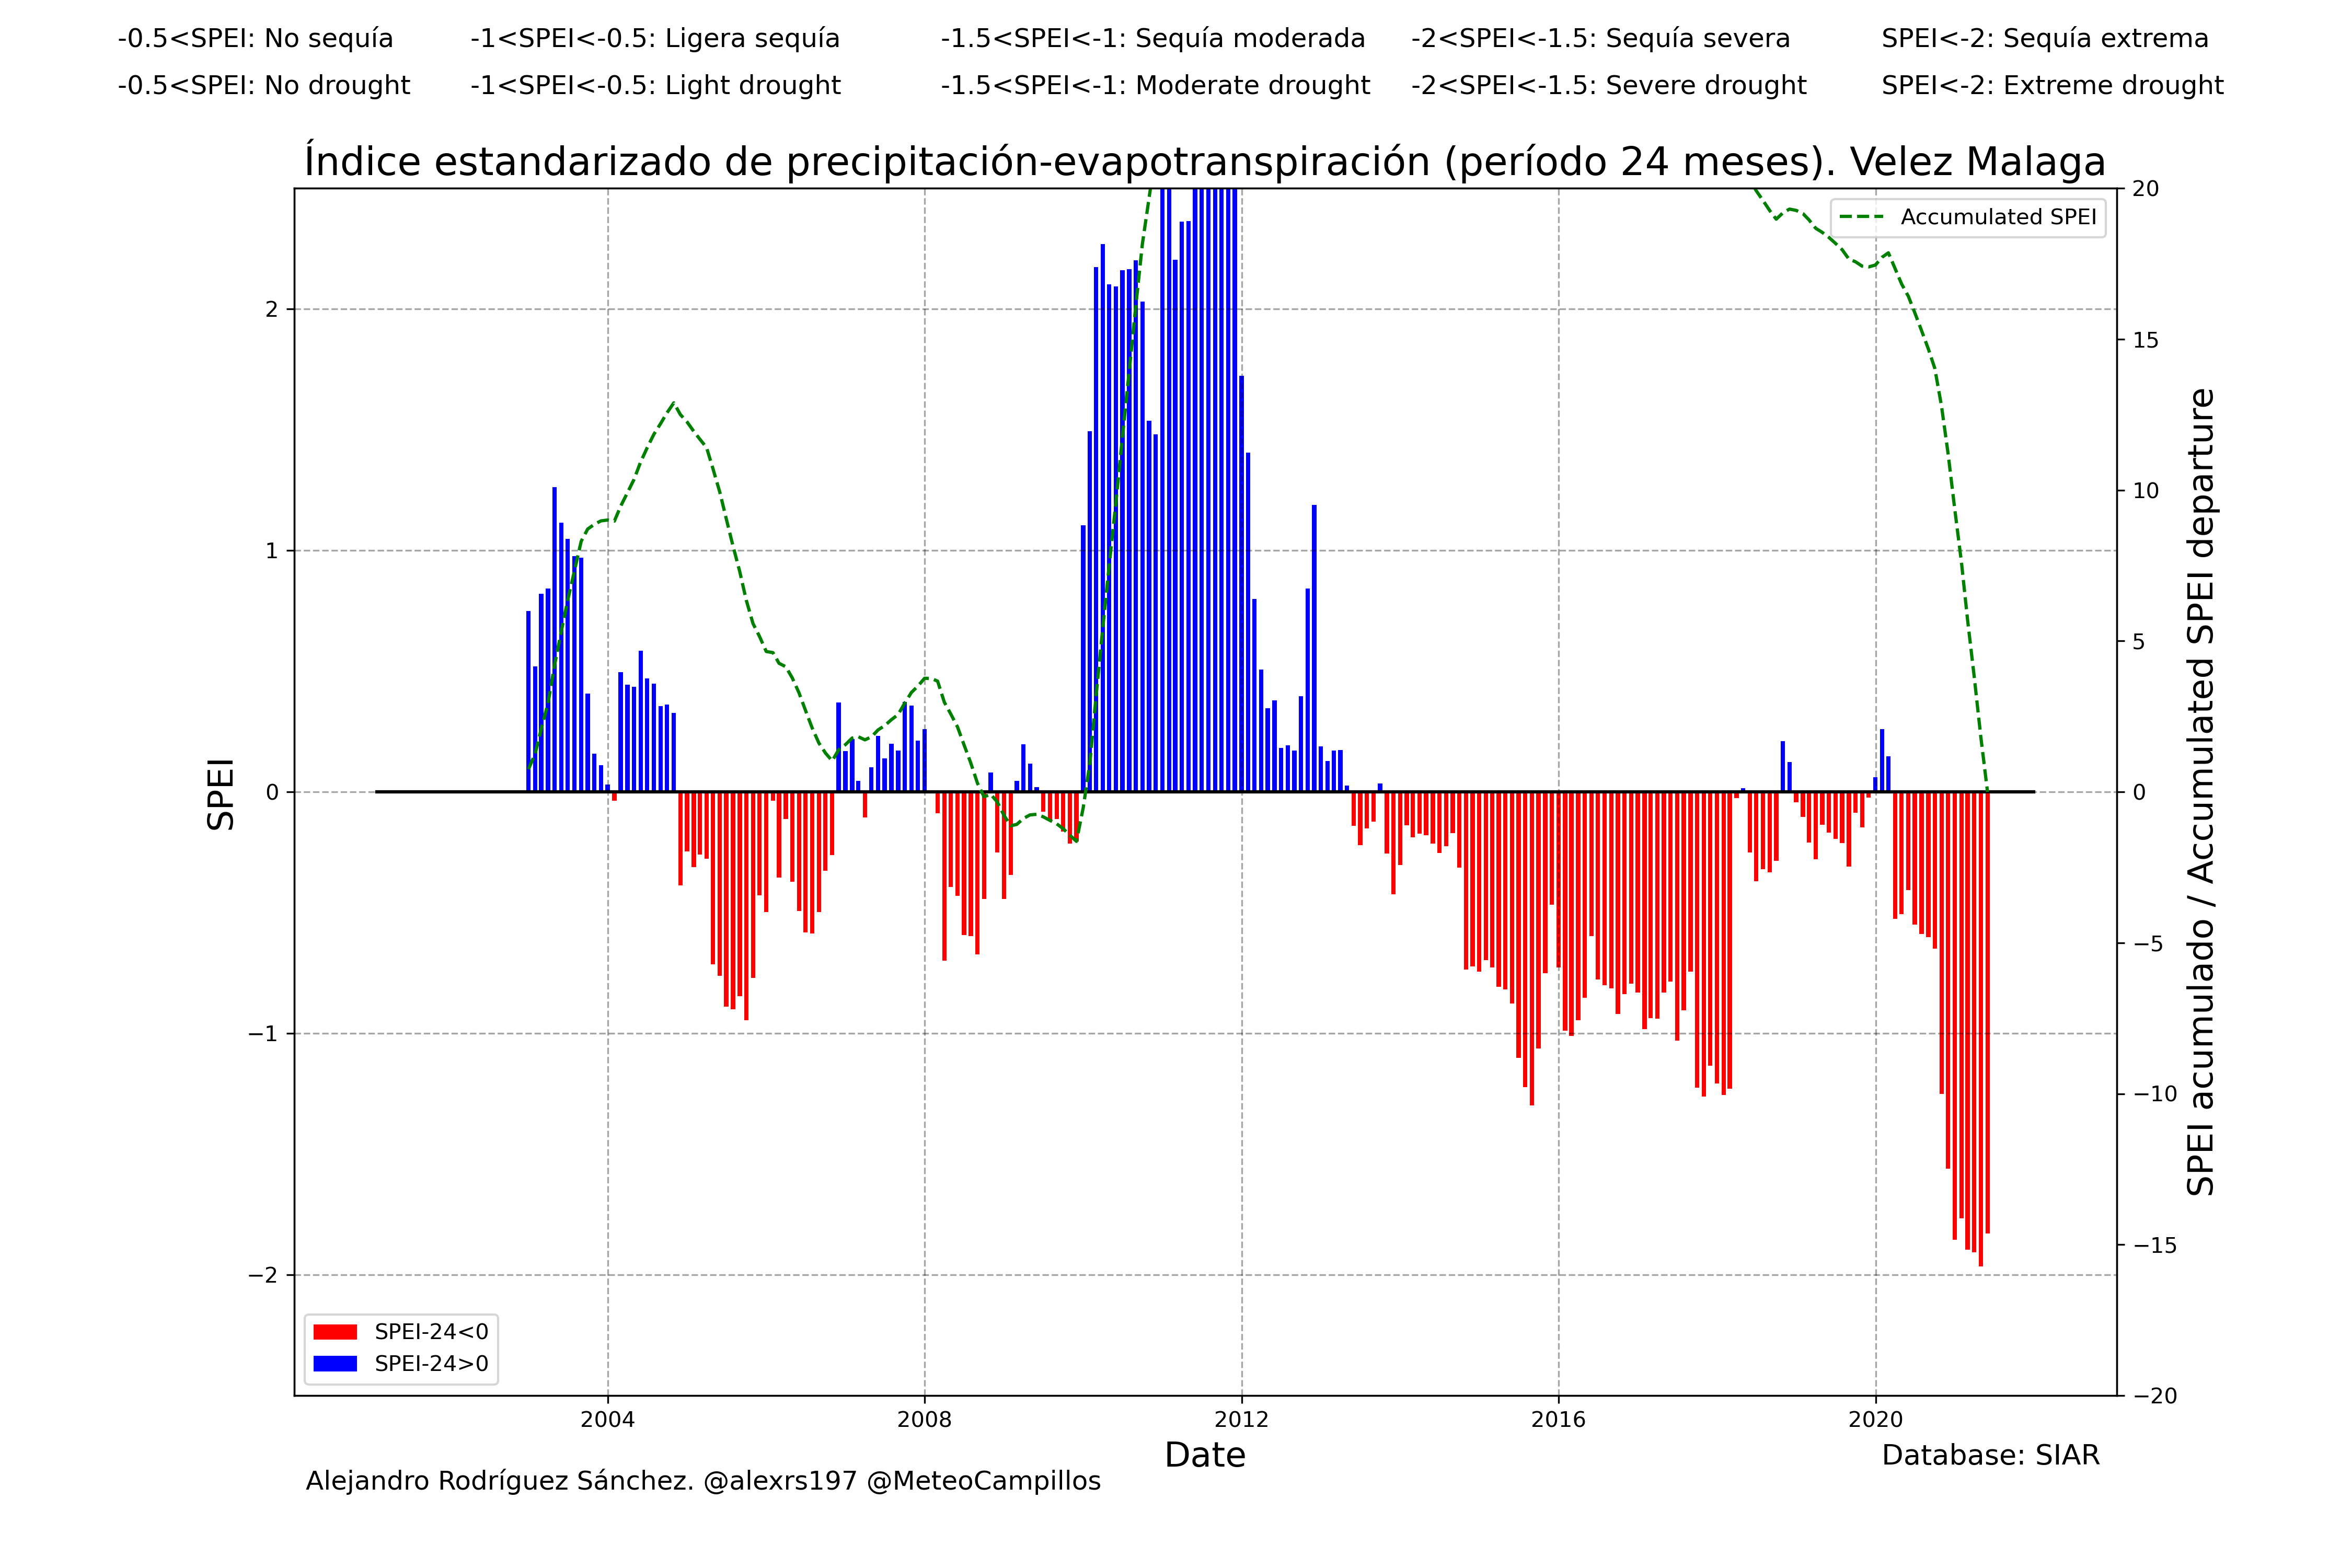 -0.5<SPEI: No sequía -1<SPEI<-0.5: Ligera sequía -1.5<SPEI<-1: Sequía moderada -2<SPEI<-1.5: Sequía severa SPEI<-2: Sequía extrema
-0.5<SPEI: No drought -1<SPEI<-0.5: Light drought -1.5<SPEI<-1: Moderate drought -2<SPEI<-1.5: Severe drought SPEI<-2: Extreme drought
Índice estandarizado de precipitación-evapotranspiración (período 24 meses). Velez Malaga
Accumulated SPEI
SPEI
2
1
0
−1
−2
20
15
10
5
0
−5
−10
−15
−20
SPEI acumulado / Accumulated SPEI departure
SPEI-24<0
SPEI-24>0
2004 2008 2012 2016 2020
Date
Database: SIAR
Alejandro Rodríguez Sánchez. @alexrs197 @MeteoCampillos